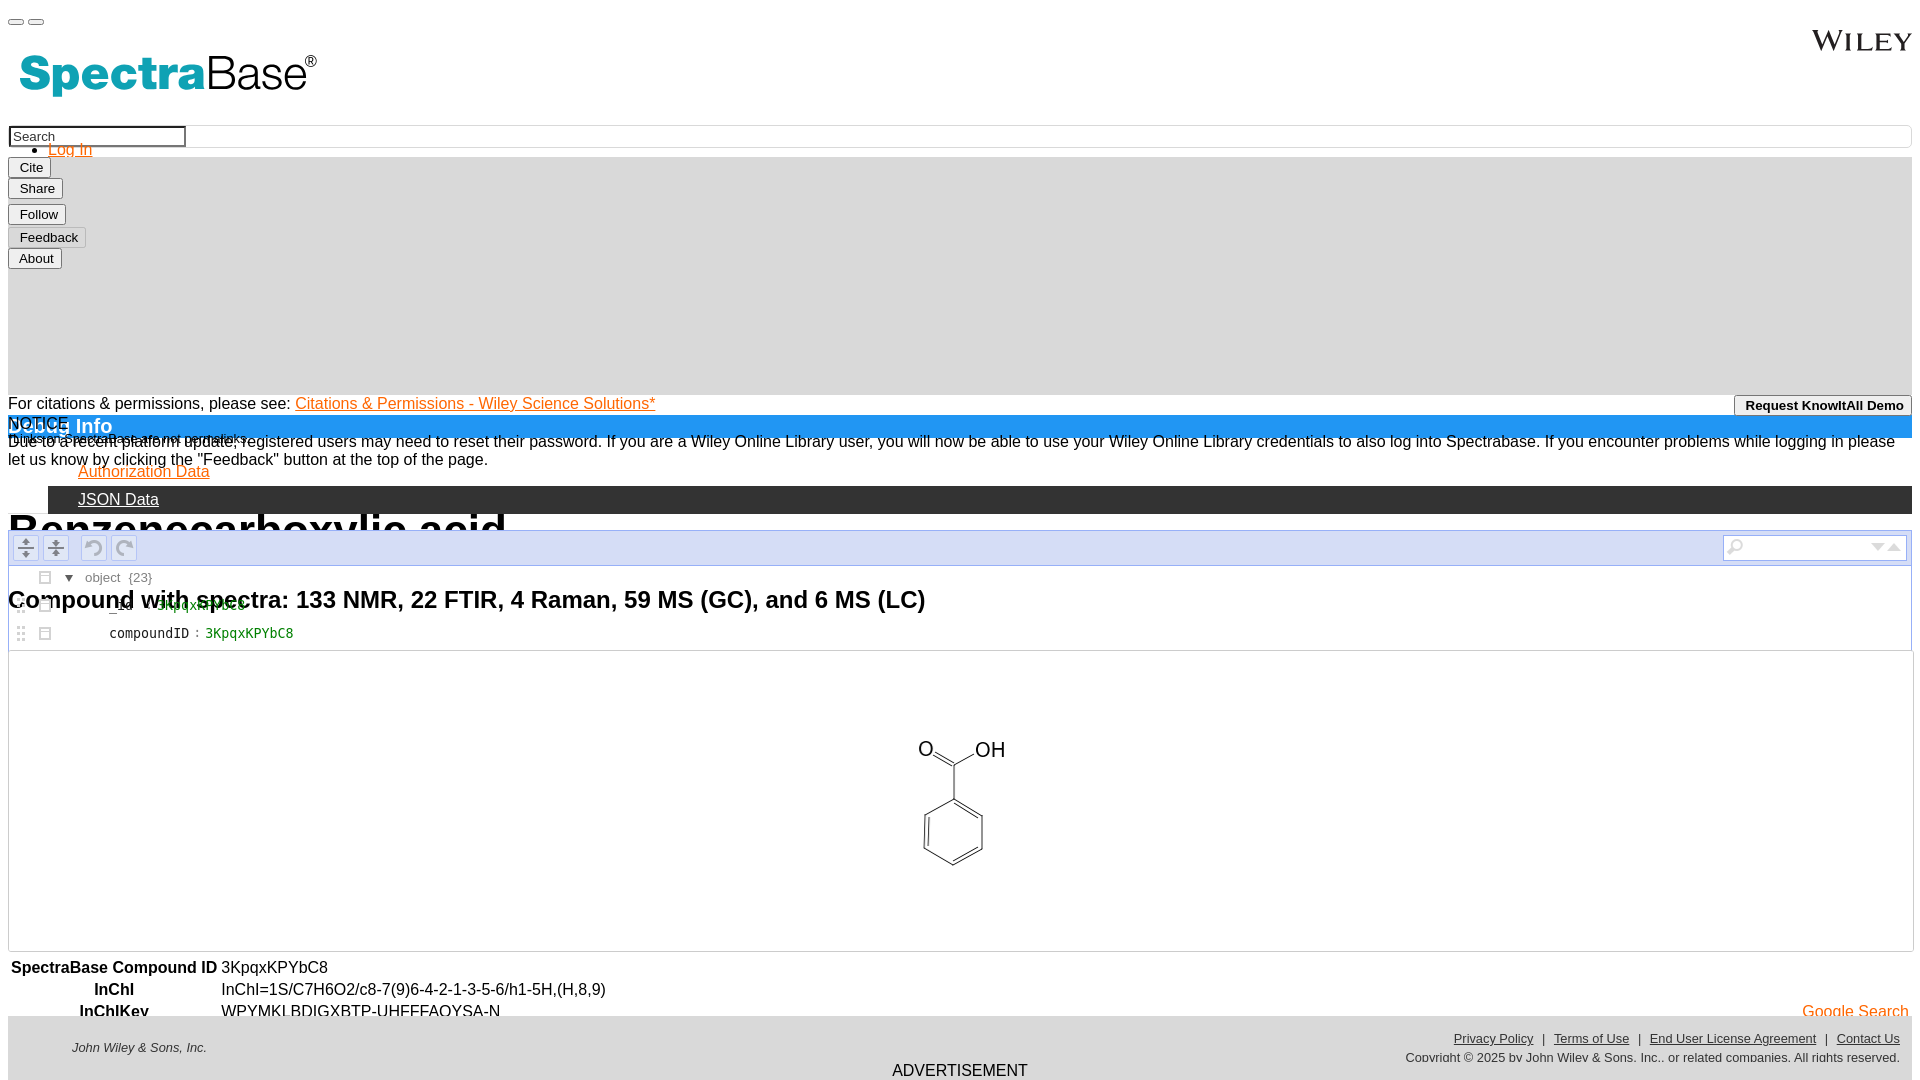 WILEY
SpectraBase®
Search
Log In
Cite
Share
Follow
Feedback
About
For citations & permissions, please see: Citations & Permissions - Wiley Science Solutions*
Request KnowItAll Demo
NOTICE
Debug Info
*Links on SpectraBase are not permalinks.
Due to a recent platform update, registered users may need to reset their password. If you are a Wiley Online Library user, you will now be able to use your Wiley Online Library credentials to also log into Spectrabase. If you encounter problems while logging in please
let us know by clicking the "Feedback" button at the top of the page.
Authorization Data
JSON Data
Benzenecarboxylic acid
object {23}
_id : 3KpqxKPYbC8
Compound with spectra: 133 NMR, 22 FTIR, 4 Raman, 59 MS (GC), and 6 MS (LC)
compoundID : 3KpqxKPYbC8
O OH
SpectraBase Compound ID 3KpqxKPYbC8
InChI InChI=1S/C7H6O2/c8-7(9)6-4-2-1-3-5-6/h1-5H,(H,8,9)
InChIKey WPYMKLBDIGXBTP-UHFFFAOYSA-N
Google Search
John Wiley & Sons, Inc.
Privacy Policy | Terms of Use | End User License Agreement | Contact Us
Copyright © 2025 by John Wiley & Sons, Inc., or related companies. All rights reserved.
ADVERTISEMENT